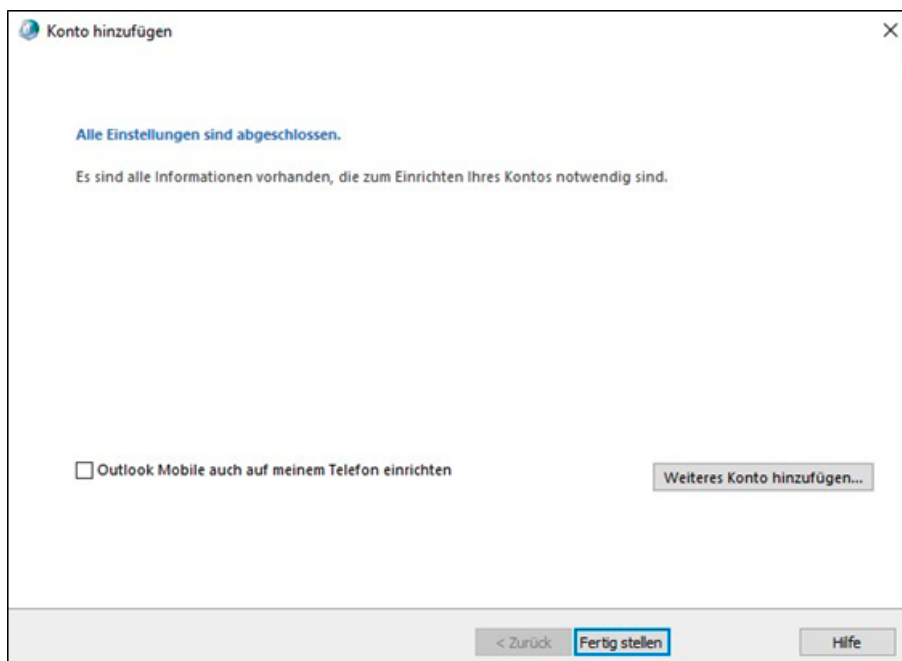 Konto hinzufügen
Alle Einstellungen sind abgeschlossen.
Es sind alle Informationen vorhanden, die zum Einrichten Ihres Kontos notwendig sind.
Outlook Mobile auch auf meinem Telefon einrichten
Weiteres Konto hinzufügen...
< Zurück
Fertig stellen
Hilfe